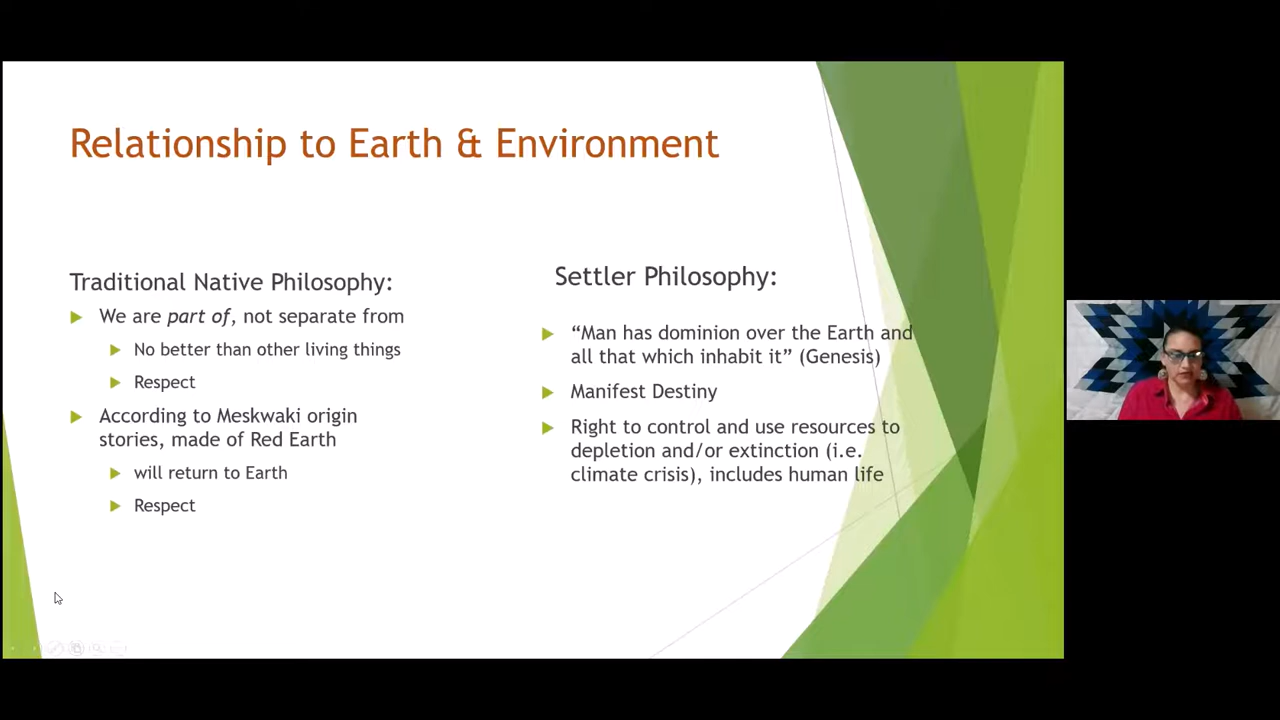 Relationship to Earth & Environment
Traditional Native Philosophy:
We are part of, not separate from
No better than other living things
Respect
According to Meskwaki origin
stories, made of Red Earth
will return to Earth
Respect
Settler Philosophy:
“Man has dominion over the Earth and
all that which inhabit it” (Genesis)
Manifest Destiny
Right to control and use resources to
depletion and/or extinction (i.e.
climate crisis), includes human life